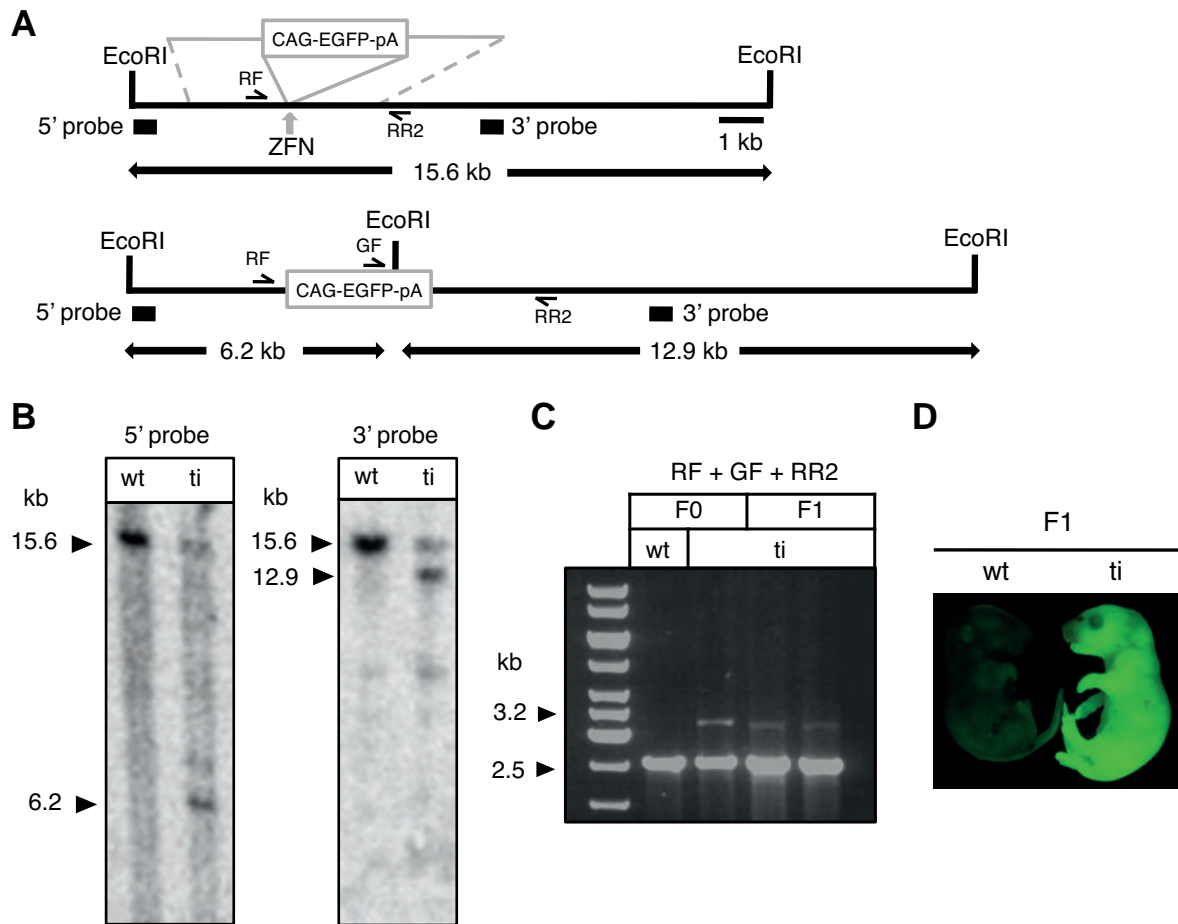 A
CAG-EGFP-pA
EcoRI
EcoRI
RF
RR2
5' probe
3' probe
ZFN
1 kb
15.6 kb
EcoRI
EcoRI
EcoRI
GF
RF
CAG-EGFP-pA
5' probe
RR2
3' probe
6.2 kb
12.9 kb
B
5' probe
3' probe
wt ti
wt ti
kb
kb
15.6
15.6
12.9
6.2
C
RF + GF + RR2
F0 F1
wt ti
kb
3.2
2.5
D
F1
wt ti